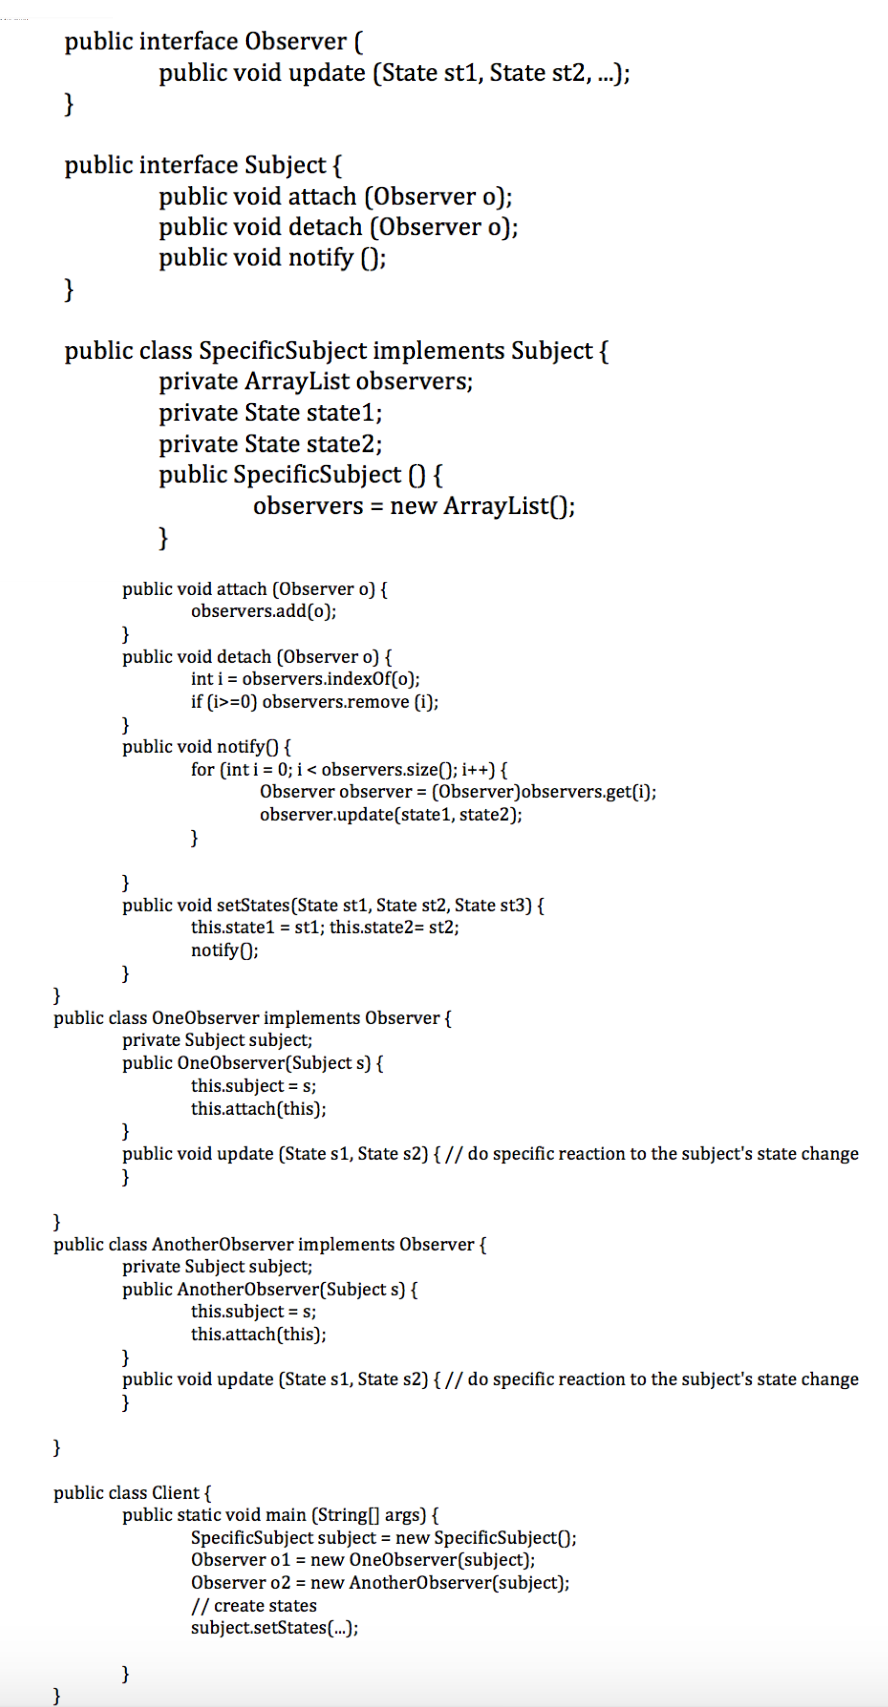 public interface Observer (
public void update (State st1, State st2, ...);
}
public interface Subject {
public void attach (Observer o);
public void detach (Observer o);
public void notify ();
}
public class SpecificSubject implements Subject {
private ArrayList observers;
private State state1;
private State state2;
public SpecificSubject () {
observers = new ArrayList();
}
public void attach (Observer o) {
observers.add(o);
}
public void detach (Observer o) {
int i = observers.indexOf(o);
if (i>=0) observers.remove (i);
}
public void notify() {
for (int i = 0; i < observers.size(); i++) {
Observer observer = (Observer)observers.get(i);
observer.update(state1, state2);
}
}
public void setStates(State st1, State st2, State st3) {
this.state1 = st1; this.state2= st2;
notify();
}
}
public class OneObserver implements Observer {
private Subject subject;
public OneObserver(Subject s) {
this.subject = s;
this.attach(this);
}
public void update (State s1, State s2) { // do specific reaction to the subject's state change
}
}
public class AnotherObserver implements Observer {
private Subject subject;
public AnotherObserver(Subject s) {
this.subject = s;
this.attach(this);
}
public void update (State s1, State s2) { // do specific reaction to the subject's state change
}
}
public class Client {
public static void main (String[] args) {
SpecificSubject subject = new SpecificSubject();
Observer o1 = new OneObserver(subject);
Observer o2 = new AnotherObserver(subject);
// create states
subject.setStates(...);
}
}